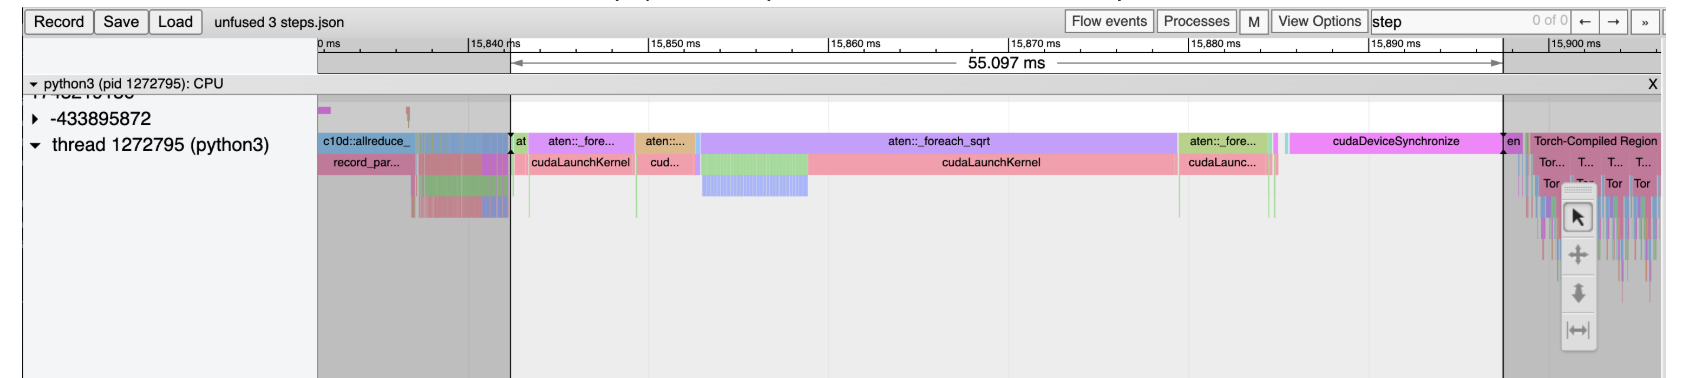 Record Save Load unfused 3 steps.json Flow events Processes M View Options step 0 of 0 ← → »
0 ms 15,840 ms 15,850 ms 15,860 ms 15,870 ms 15,880 ms 15,890 ms 15,900 ms
55.097 ms
python3 (pid 1272795): CPU X
-433895872
thread 1272795 (python3) c10d::allreduce_ at aten::_fore... aten::... aten::_foreach_sqrt aten::_fore... cudaDeviceSynchronize en Torch-Compiled Region
record_par... cudaLaunchKernel cud... cudaLaunchKernel cudaLaunc... Tor... T... T... T...
Tor Tor Tor